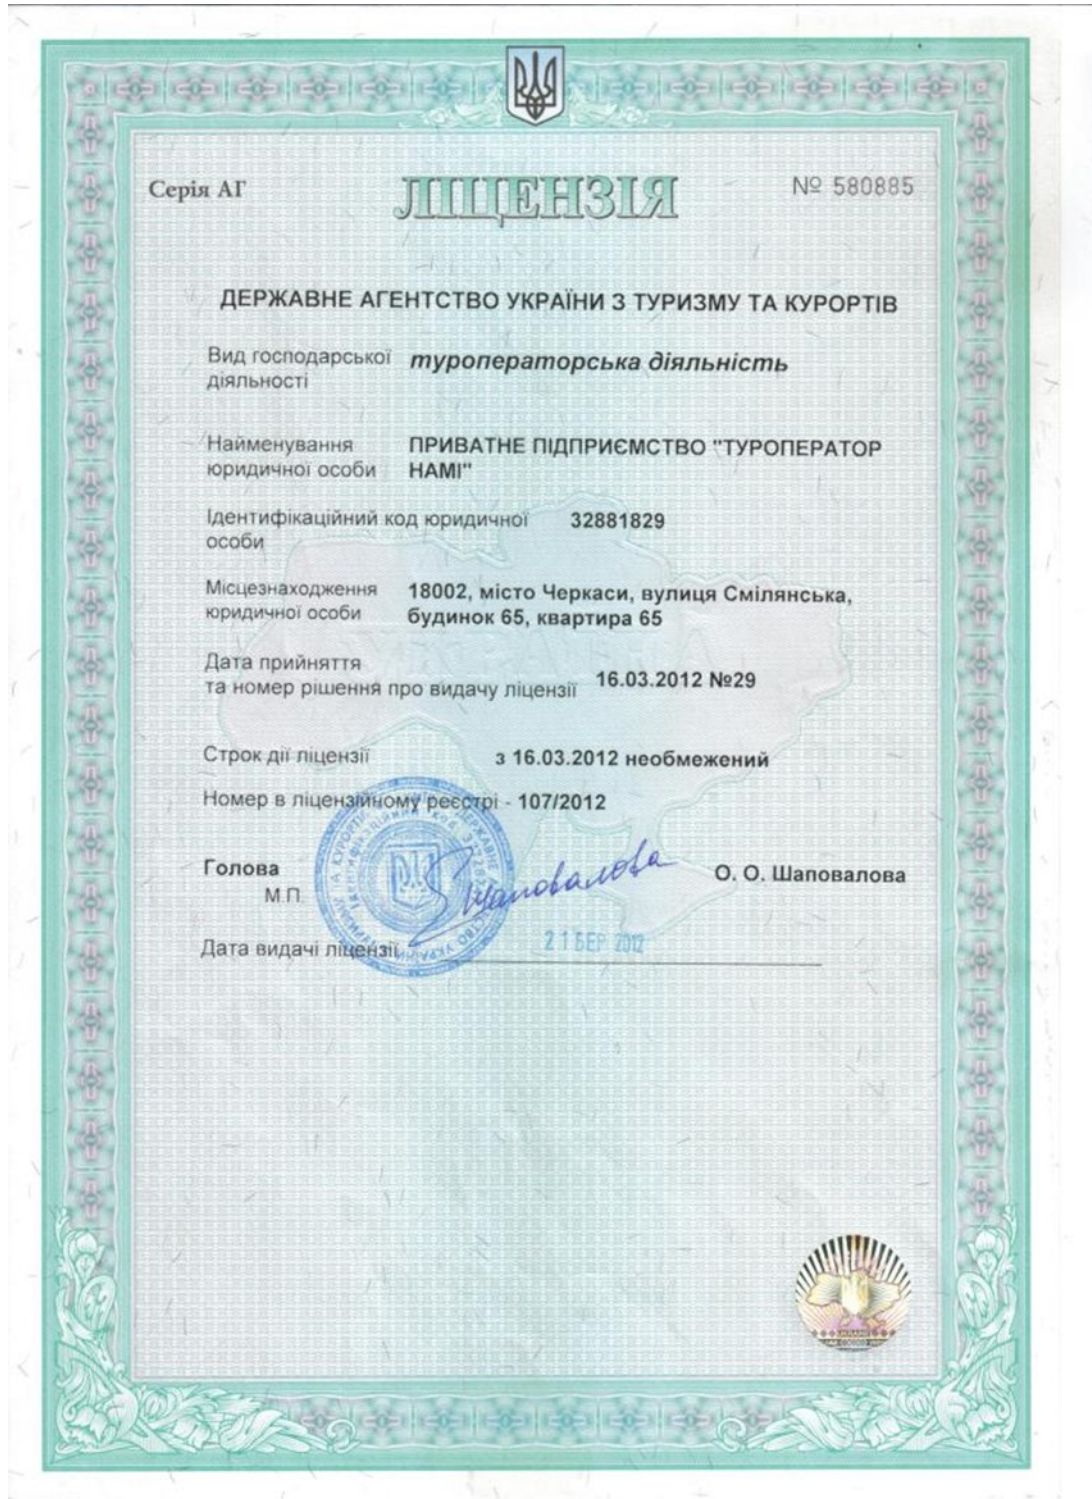 Серія АГ
ЛІЦЕНЗІЯ
№ 580885
ДЕРЖАВНЕ АГЕНТСТВО УКРАЇНИ З ТУРИЗМУ ТА КУРОРТІВ
Вид господарської туроператорська діяльність
діяльності
Найменування ПРИВАТНЕ ПІДПРИЄМСТВО "ТУРОПЕРАТОР
юридичної особи НАМІ"
Ідентифікаційний код юридичної 32881829
особи
Місцезнаходження 18002, місто Черкаси, вулиця Смілянська,
юридичної особи будинок 65, квартира 65
Дата прийняття
та номер рішення про видачу ліцензії 16.03.2012 №29
Строк дії ліцензії з 16.03.2012 необмежений
Номер в ліцензійному реєстрі - 107/2012
Голова Шаповалова О. О. Шаповалова
М.П.
Дата видачі ліцензії 21 БЕР 2012